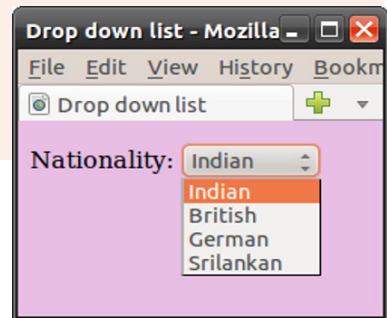 Drop down list - Mozilla
File Edit View History Bookm
Drop down list
Nationality: Indian
Indian
British
German
Srilankan